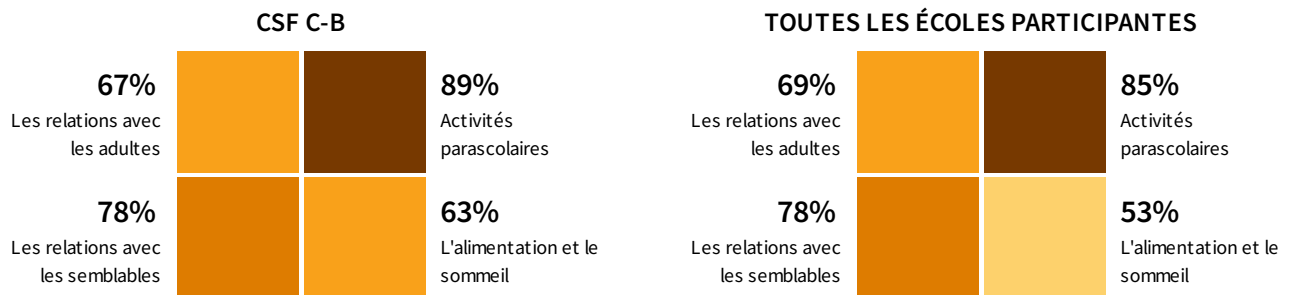 CSF C-B
67%
Les relations avec
les adultes
89%
Activités
parascolaires
78%
Les relations avec
les semblables
63%
L'alimentation et le
sommeil
TOUTES LES ÉCOLES PARTICIPANTES
69%
Les relations avec
les adultes
85%
Activités
parascolaires
78%
Les relations avec
les semblables
53%
L'alimentation et le
sommeil